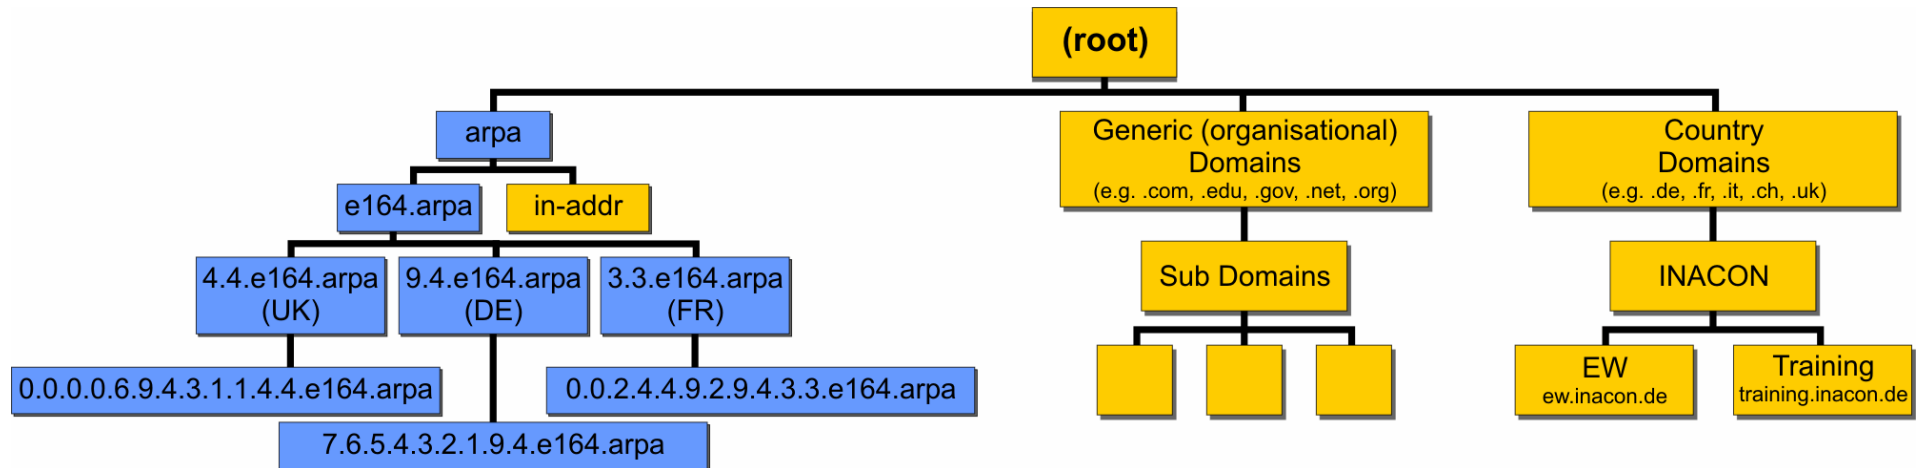 (root)
arpa
Generic (organisational)
Domains
(e.g. .com, .edu, .gov, .net, .org)
Country
Domains
(e.g. .de, .fr, .it, .ch, .uk)
e164.arpa
in-addr
4.4.e164.arpa
(UK)
9.4.e164.arpa
(DE)
3.3.e164.arpa
(FR)
Sub Domains
INACON
0.0.0.0.6.9.4.3.1.1.4.4.e164.arpa
0.0.2.4.4.9.2.9.4.3.3.e164.arpa
EW
ew.inacon.de
Training
training.inacon.de
7.6.5.4.3.2.1.9.4.e164.arpa